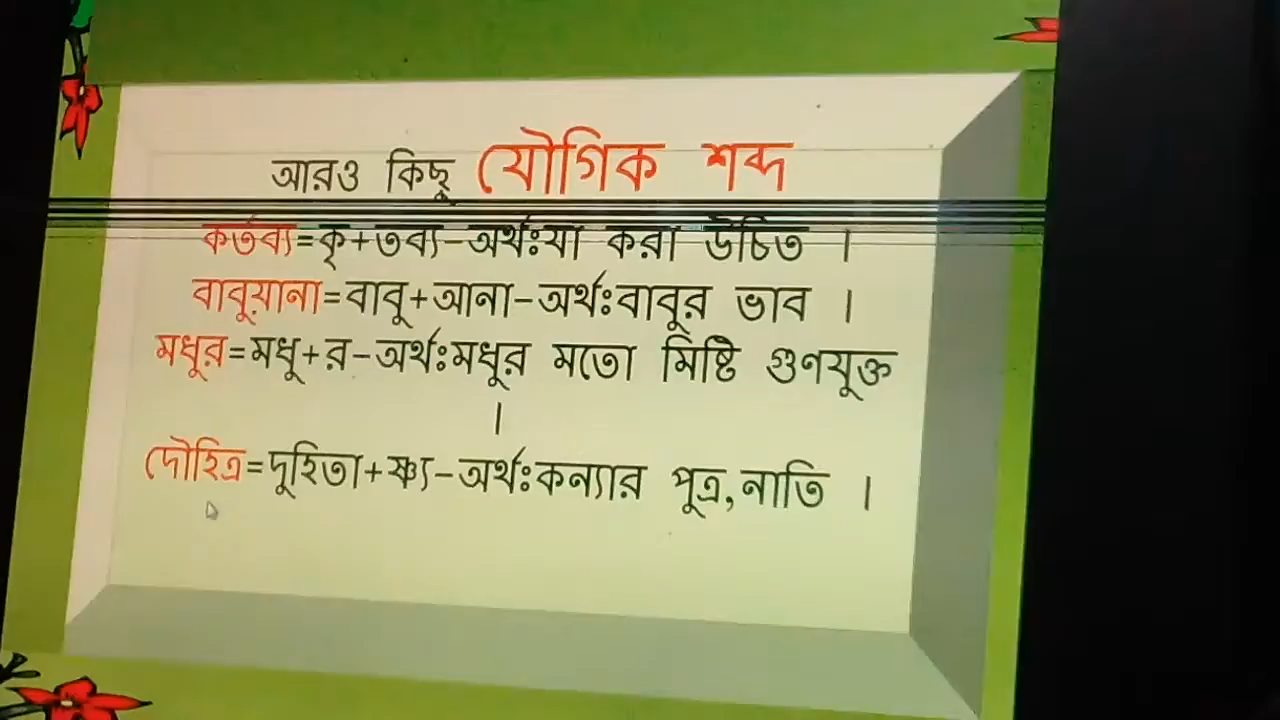 আরও কিছু যৌগিক শব্দ
কর্তব্য=কৃ+তব্য-অর্থঃযা করা উচিত ।
বাবুয়ানা=বাবু+আনা-অর্থঃবাবুর ভাব ।
মধুর=মধু+র-অর্থঃমধুর মতো মিষ্টি গুণযুক্ত
।
দৌহিত্র=দুহিতা+ষ্ণ্য-অর্থঃকন্যার পুত্র,নাতি ।